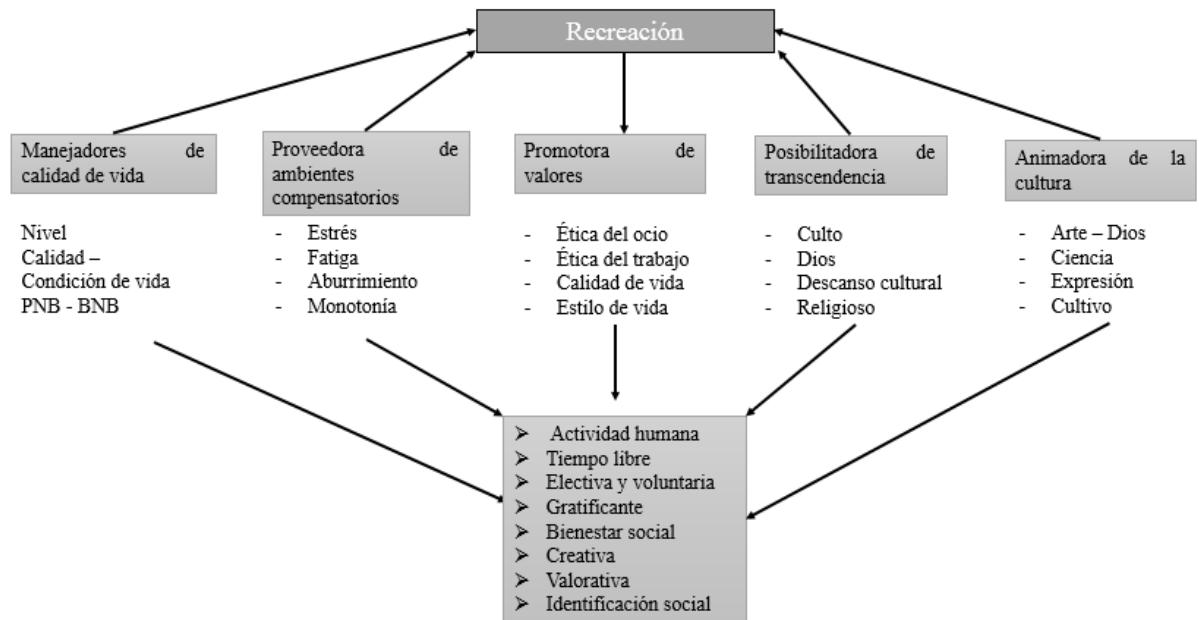 Recreación
Manejadores de
calidad de vida
Nivel
Calidad –
Condición de vida
PNB - BNB
Proveedora de
ambientes
compensatorios
- Estrés
- Fatiga
- Aburrimiento
- Monotonía
Promotora de
valores
- Ética del ocio
- Ética del trabajo
- Calidad de vida
- Estilo de vida
Posibilitadora de
transcendencia
- Culto
- Dios
- Descanso cultural
- Religioso
Animadora de la
cultura
- Arte – Dios
- Ciencia
- Expresión
- Cultivo
➢ Actividad humana
➢ Tiempo libre
➢ Electiva y voluntaria
➢ Gratificante
➢ Bienestar social
➢ Creativa
➢ Valorativa
➢ Identificación social